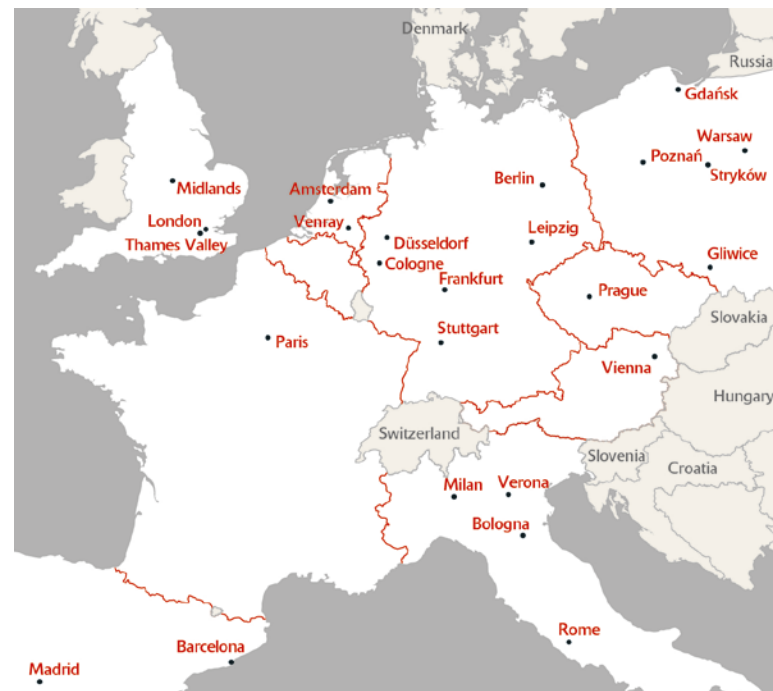 Denmark
Russia
Gdańsk
Warsaw
Poznań
Stryków
Midlands
Amsterdam
Berlin
London
Venray
Thames Valley
Düsseldorf
Leipzig
Cologne
Gliwice
Frankfurt
Prague
Slovakia
Paris
Stuttgart
Vienna
Hungary
Switzerland
Slovenia
Croatia
Milan
Verona
Bologna
Rome
Barcelona
Madrid